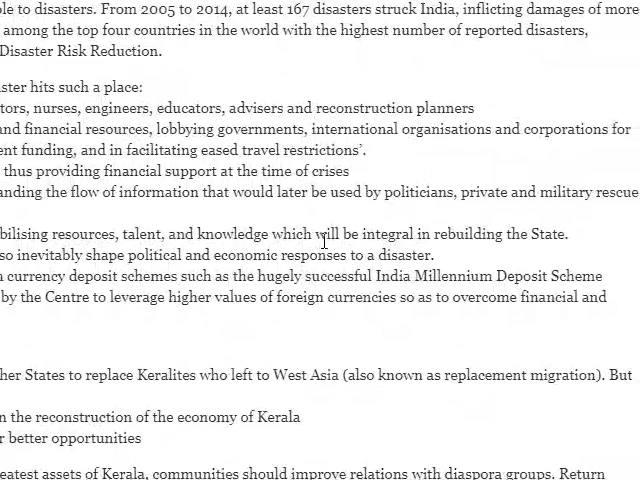 ble to disasters. From 2005 to 2014, at least 167 disasters struck India, inflicting damages of more
among the top four countries in the world with the highest number of reported disasters,
Disaster Risk Reduction.
ster hits such a place:
tors, nurses, engineers, educators, advisers and reconstruction planners
and financial resources, lobbying governments, international organisations and corporations for
ent funding, and in facilitating eased travel restrictions’.
thus providing financial support at the time of crises
anding the flow of information that would later be used by politicians, private and military rescue
bilising resources, talent, and knowledge which will be integral in rebuilding the State.
so inevitably shape political and economic responses to a disaster.
n currency deposit schemes such as the hugely successful India Millennium Deposit Scheme
by the Centre to leverage higher values of foreign currencies so as to overcome financial and
her States to replace Keralites who left to West Asia (also known as replacement migration). But
n the reconstruction of the economy of Kerala
r better opportunities
eatest assets of Kerala, communities should improve relations with diaspora groups. Return